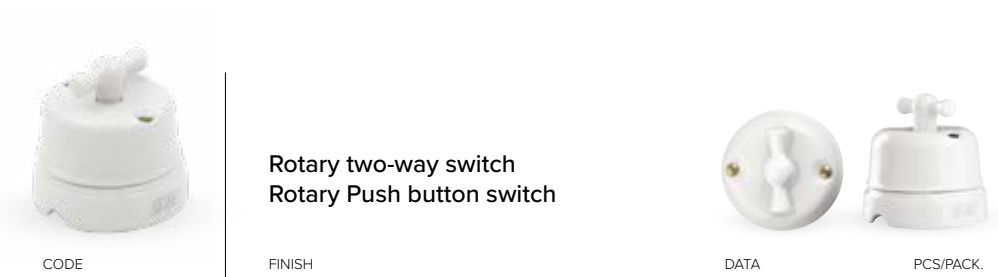 Rotary two-way switch
Rotary Push button switch
CODE
FINISH
DATA
PCS/PACK.